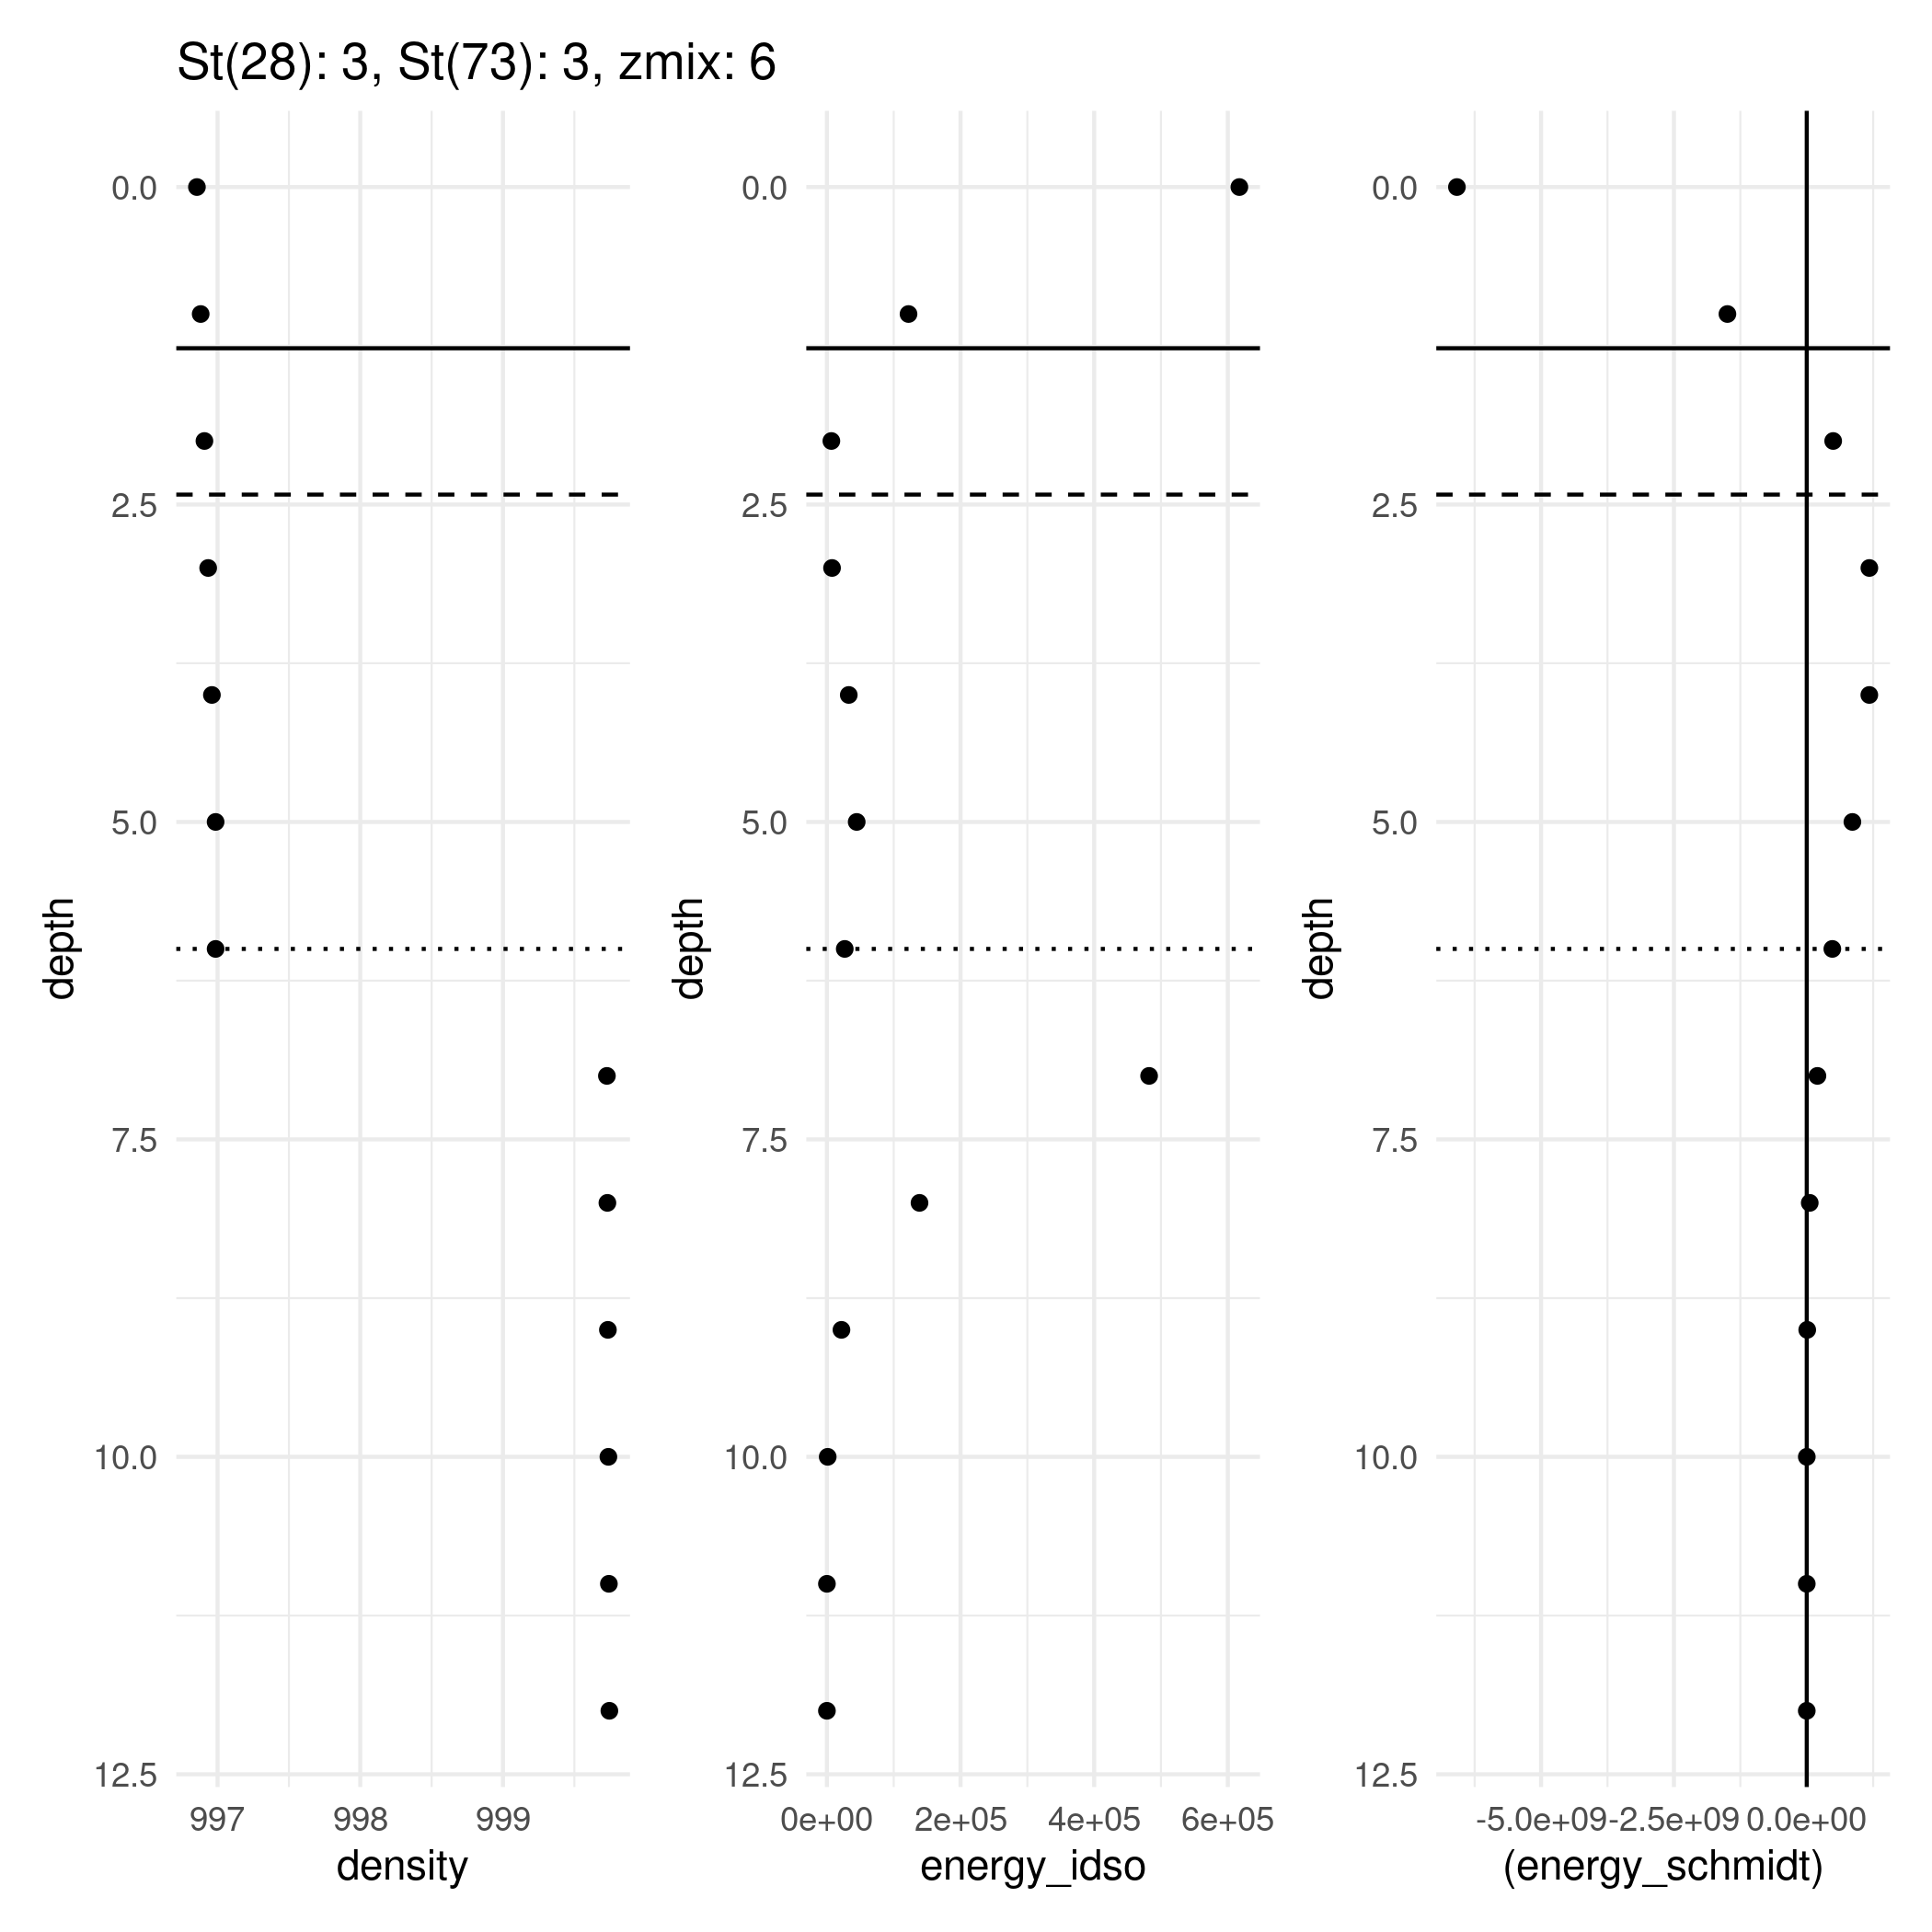 St(28): 3, St(73): 3, zmix: 6
depth
0.0
2.5
5.0
7.5
10.0
12.5
997 998 999
density
depth
0.0
2.5
5.0
7.5
10.0
12.5
0e+00 2e+05 4e+05 6e+05
energy_idso
depth
0.0
2.5
5.0
7.5
10.0
12.5
-5.0e+09 -2.5e+09 0.0e+00
(energy_schmidt)